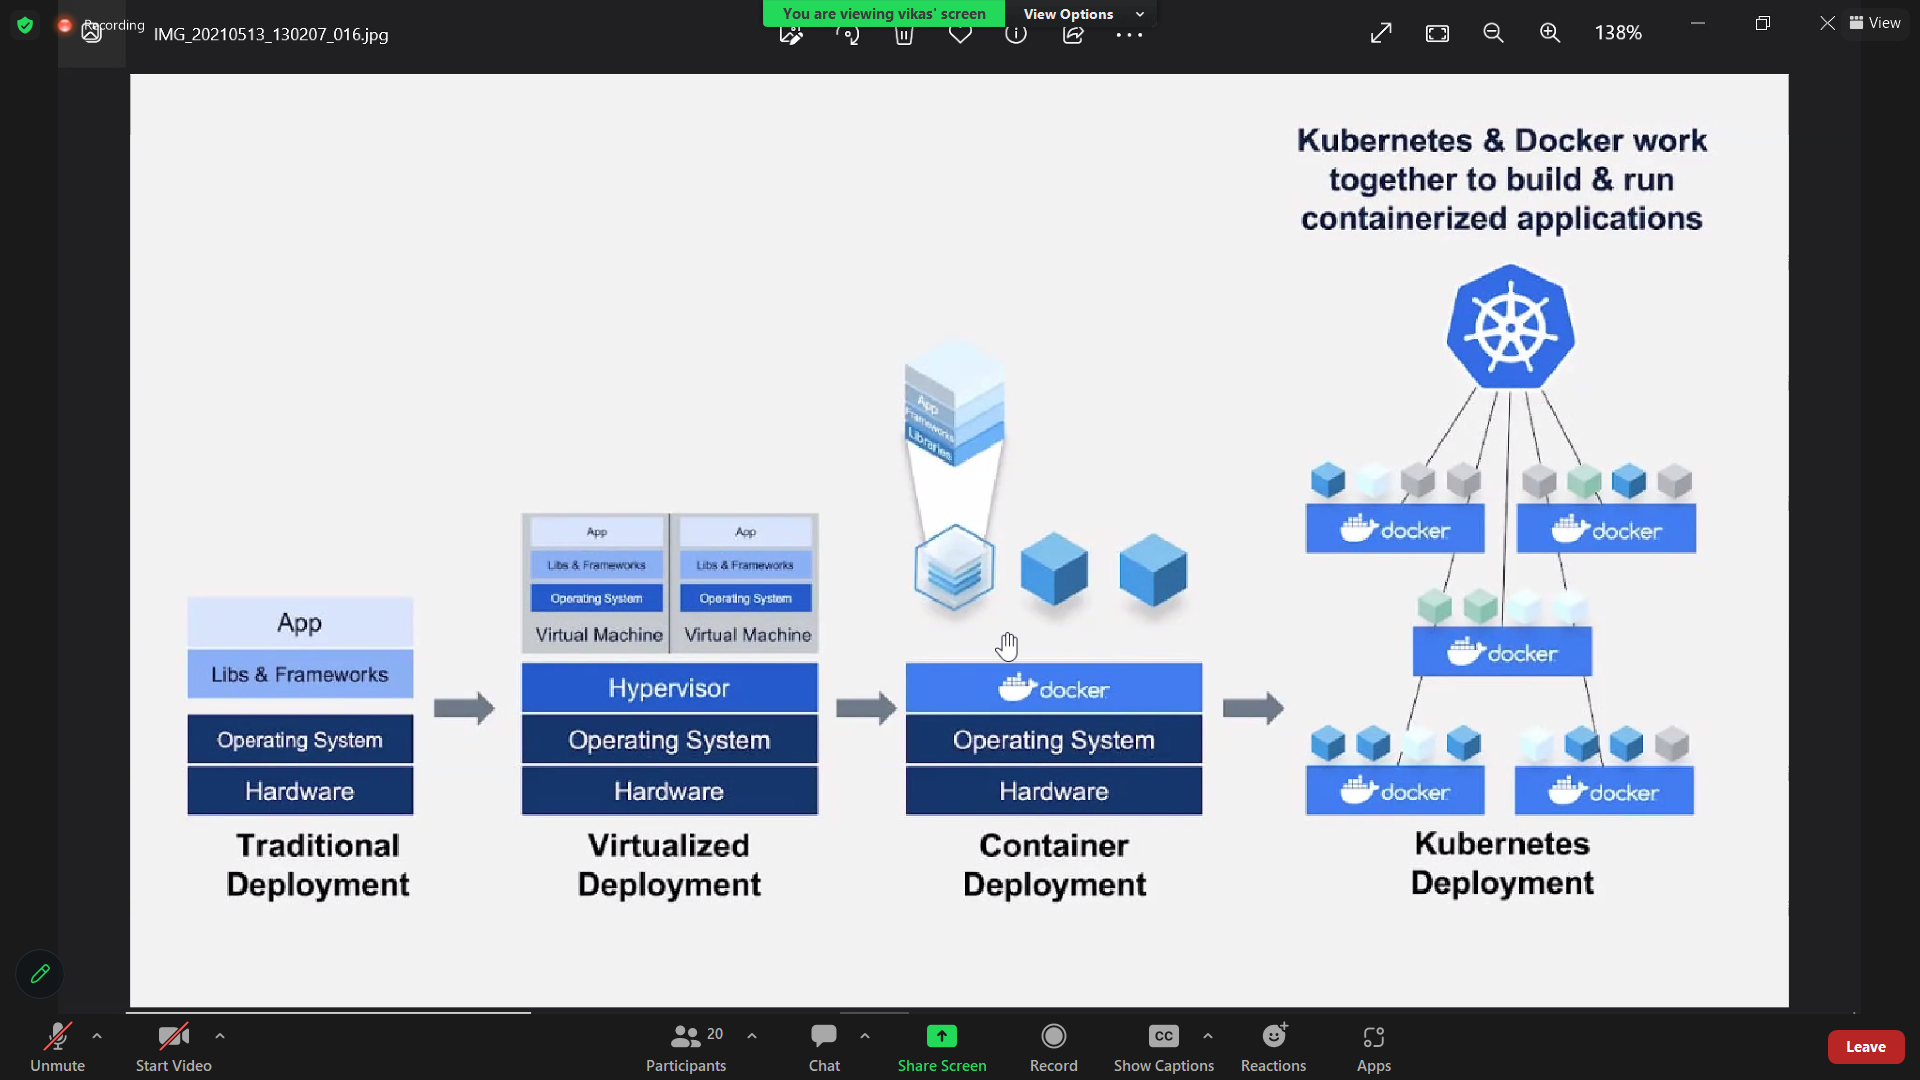 Recording
IMG_20210513_130207_016.jpg
You are viewing vikas' screen
View Options
138%
View
Kubernetes & Docker work
together to build & run
containerized applications
App
Frameworks
Libraries
App
Libs & Frameworks
Operating System
Virtual Machine
App
Libs & Frameworks
Operating System
Virtual Machine
App
Libs & Frameworks
Operating System
Hardware
Traditional
Deployment
Hypervisor
Operating System
Hardware
Virtualized
Deployment
docker
Operating System
Hardware
Container
Deployment
docker
docker
docker
docker
docker
Kubernetes
Deployment
Unmute
Start Video
20
Participants
Chat
Share Screen
Record
CC
Show Captions
Reactions
Apps
Leave